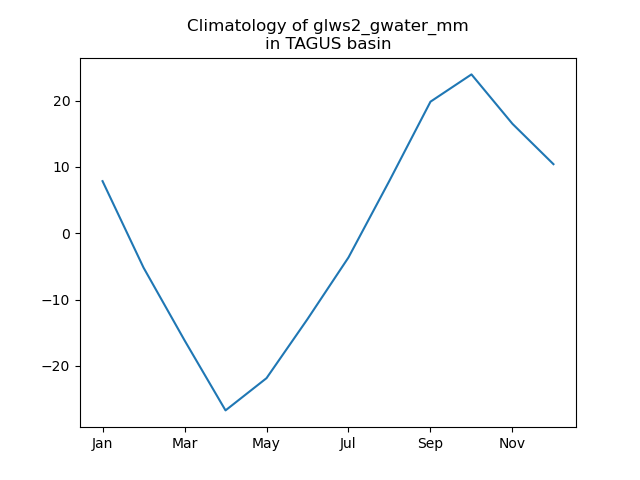 Climatology of glws2_gwater_mm
in TAGUS basin
20
10
0
−10
−20
Jan
Mar
May
Jul
Sep
Nov